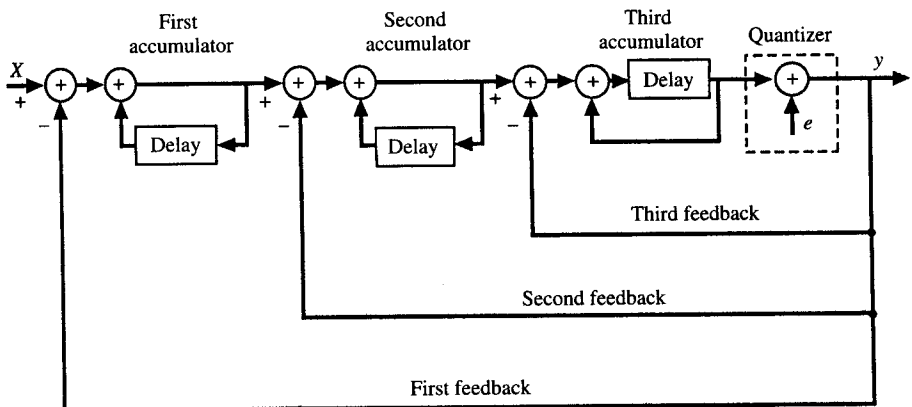 First
accumulator
Second
accumulator
Third
accumulator
Quantizer
X
+
−
+
+
+
−
+
+
+
−
+
+
Delay
+
y
e
Delay
Delay
Third feedback
Second feedback
First feedback